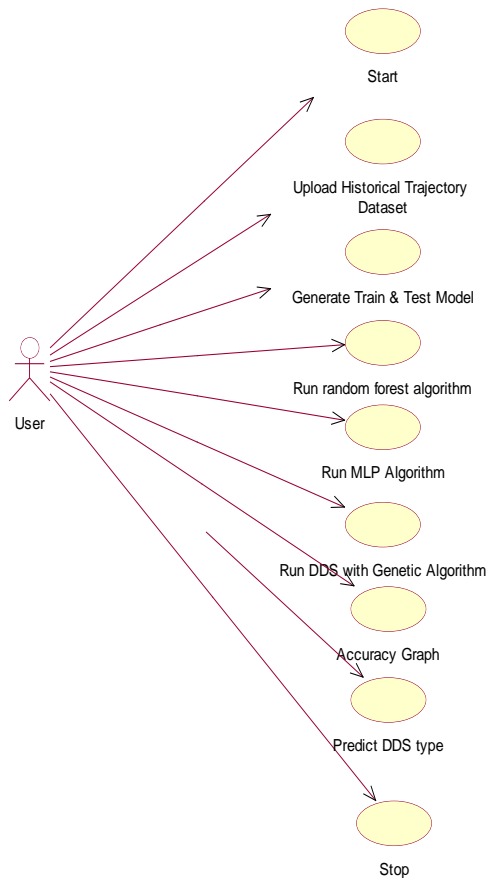 Start
Upload Historical Trajectory
Dataset
Generate Train & Test Model
Run random forest algorithm
User
Run MLP Algorithm
Run DDS with Genetic Algorithm
Accuracy Graph
Predict DDS type
Stop